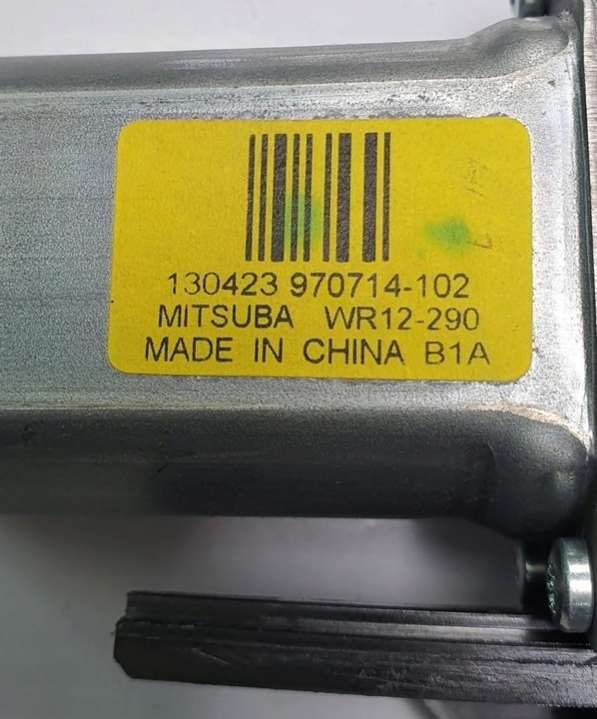 130423 970714-102
MITSUBA WR12-290
MADE IN CHINA B1A